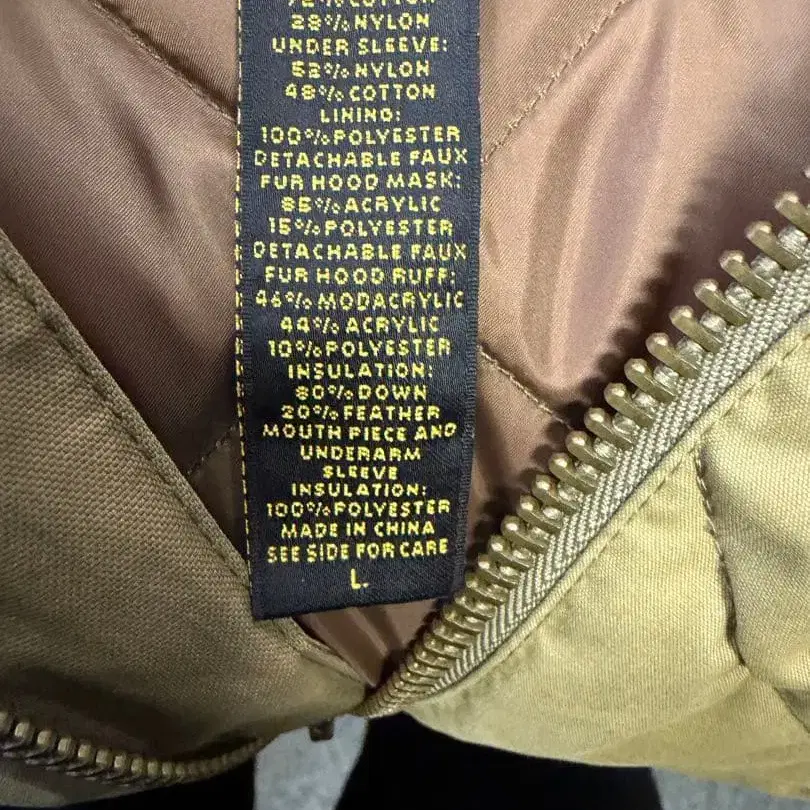 72% COTTON
28% NYLON
UNDER SLEEVE:
52% NYLON
48% COTTON
LINING:
100% POLYESTER
DETACHABLE FAUX
FUR HOOD MASK:
85% ACRYLIC
15% POLYESTER
DETACHABLE FAUX
FUR HOOD RUFF:
46% MODACRYLIC
44% ACRYLIC
10% POLYESTER
INSULATION:
80% DOWN
20% FEATHER
MOUTH PIECE AND
UNDERARM
SLEEVE
INSULATION:
100% POLYESTER
MADE IN CHINA
SEE SIDE FOR CARE
L.